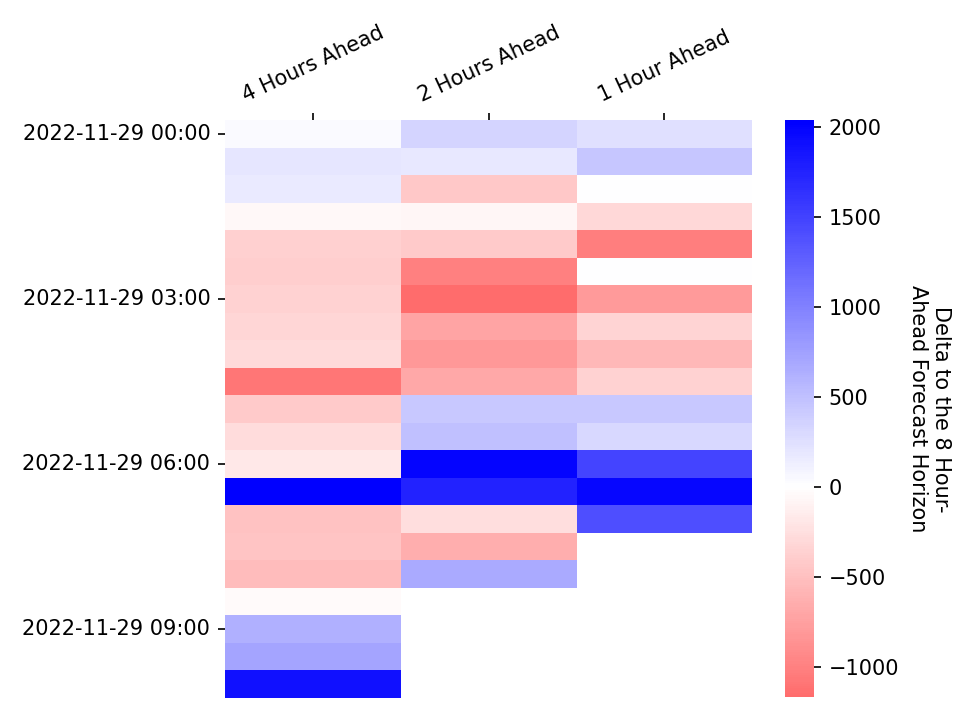 4 Hours Ahead
2 Hours Ahead
1 Hour Ahead
2022-11-29 00:00
2022-11-29 03:00
2022-11-29 06:00
2022-11-29 09:00
2000
1500
1000
500
0
−500
−1000
Delta to the 8 Hour-
Ahead Forecast Horizon